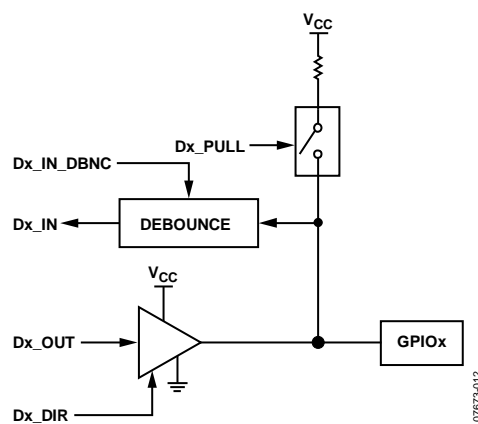 VCC
Dx_PULL
Dx_IN_DBNC
Dx_IN
DEBOUNCE
VCC
Dx_OUT
GPIOx
Dx_DIR
07673-012